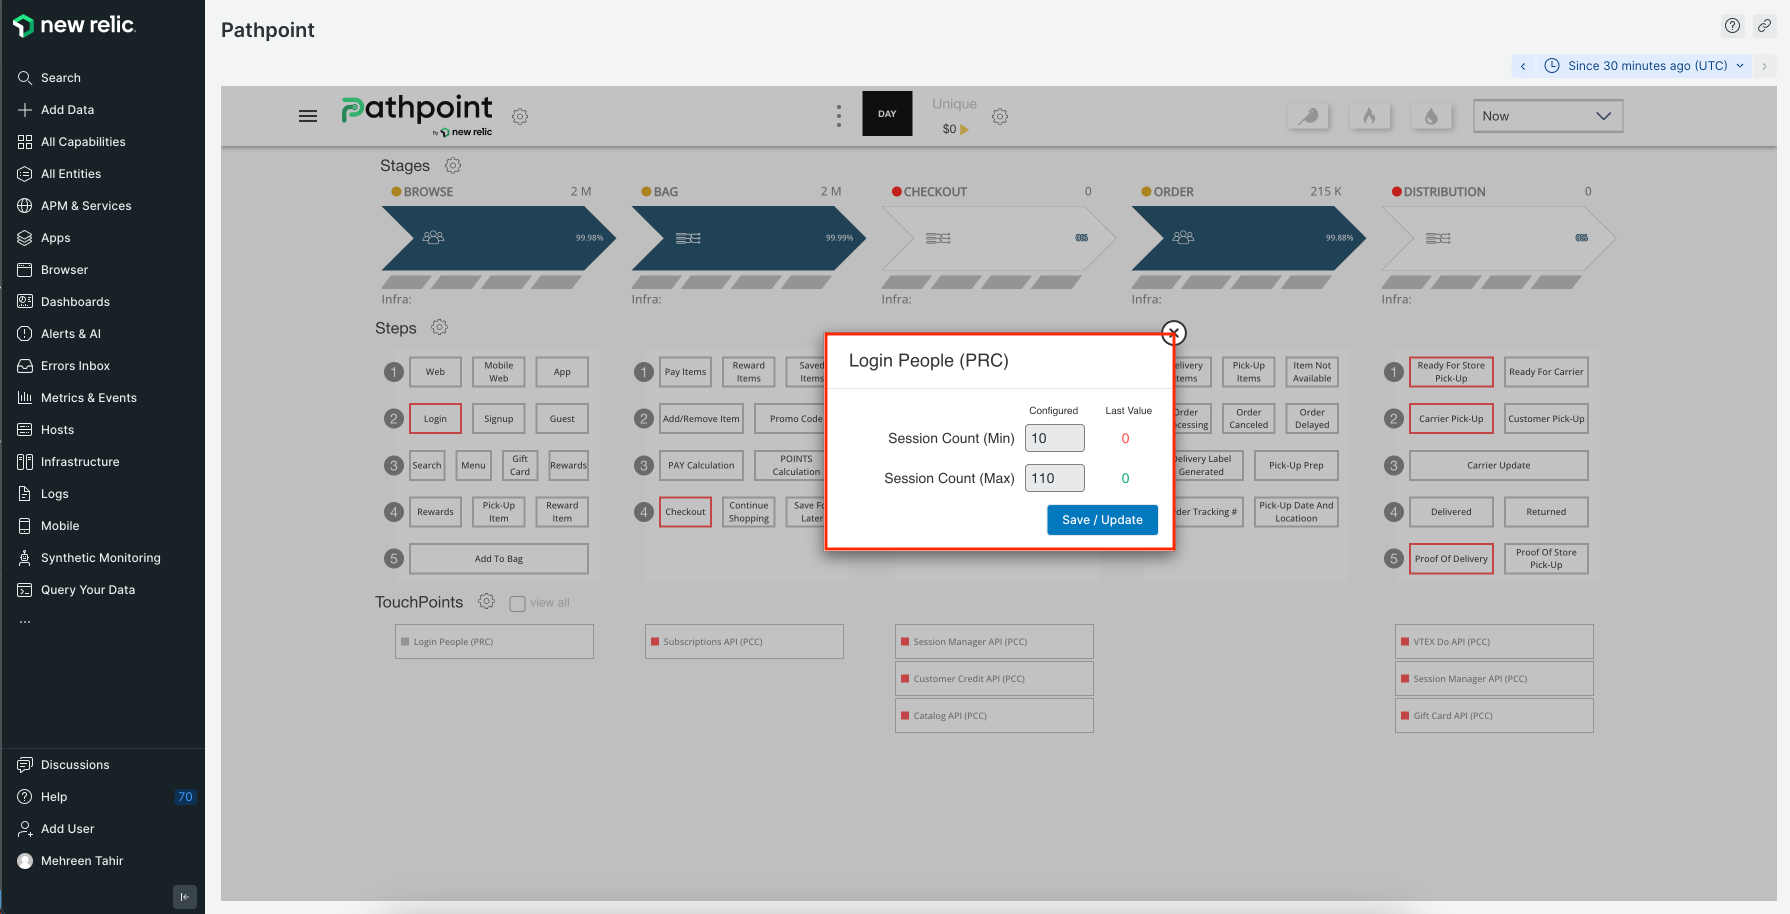 new relic
Search
Add Data
All Capabilities
All Entities
APM & Services
Apps
Browser
Dashboards
Alerts & AI
Errors Inbox
Metrics & Events
Hosts
Infrastructure
Logs
Mobile
Synthetic Monitoring
Query Your Data
...
Discussions
Help 70
Add User
Mehreen Tahir
Pathpoint
Since 30 minutes ago (UTC)
Pathpoint
by new relic
DAY
Unique
$0
Now
Stages
BROWSE 2 M
BAG 2 M
CHECKOUT 0
ORDER 215 K
DISTRIBUTION 0
99.98%
99.99%
0%
99.88%
0%
Infra:
Infra:
Infra:
Infra:
Infra:
Steps
1
Web
Mobile
Web
App
2
Login
Signup
Guest
3
Search
Menu
Gift
Card
Rewards
4
Rewards
Pick-Up
Item
Reward
Item
5
Add To Bag
1
Pay Items
Reward
Items
Saved
Items
2
Add/Remove Item
Promo Code
3
PAY Calculation
POINTS
Calculation
4
Checkout
Continue
Shopping
Save
Later
Login People (PRC)
Configured Last Value
Session Count (Min) 10 0
Session Count (Max) 110 0
Save / Update
elivery
tems
Pick-Up
Items
Item Not
Available
Order
ocessing
Order
Canceled
Order
Delayed
elivery Label
Generated
Pick-Up Prep
der Tracking #
Pick-Up Date And
Locatioon
1
Ready For Store
Pick-Up
Ready For Carrier
2
Carrier Pick-Up
Customer Pick-Up
3
Carrier Update
4
Delivered
Returned
5
Proof Of Delivery
Proof Of Store
Pick-Up
TouchPoints
view all
Login People (PRC)
Subscriptions API (PCC)
Session Manager API (PCC)
Customer Credit API (PCC)
Catalog API (PCC)
VTEX Do API (PCC)
Session Manager API (PCC)
Gift Card API (PCC)